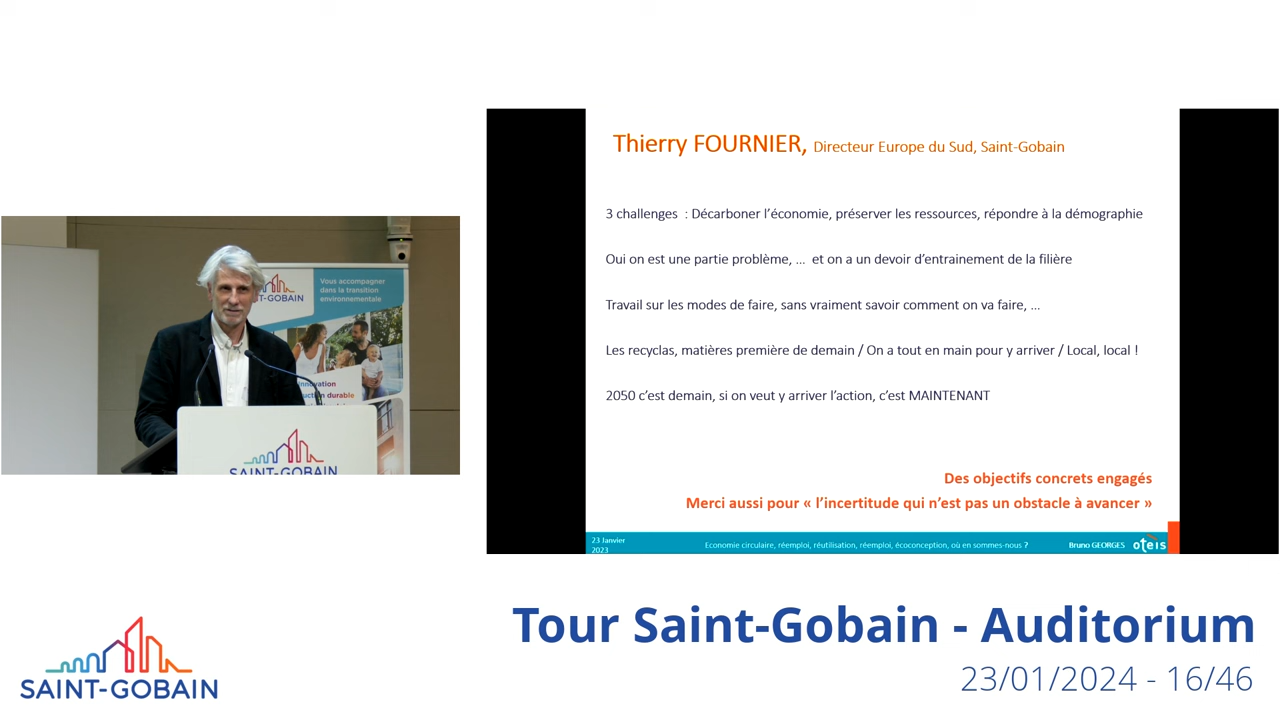 Thierry FOURNIER, Directeur Europe du Sud, Saint-Gobain
3 challenges : Décarboner l’économie, préserver les ressources, répondre à la démographie
Oui on est une partie problème, … et on a un devoir d’entrainement de la filière
Travail sur les modes de faire, sans vraiment savoir comment on va faire, …
Les recyclas, matières première de demain / On a tout en main pour y arriver / Local, local !
2050 c’est demain, si on veut y arriver l’action, c’est MAINTENANT
Des objectifs concrets engagés
Merci aussi pour « l’incertitude qui n’est pas un obstacle à avancer »
23 Janvier
2023
Economie circulaire, réemploi, réutilisation, réemploi, écoconception, où en sommes-nous ?
Bruno GEORGES
oteis
Vous accompagner
dans la transition
environnementale
-GOBAIN
durable
SAINT-GOBAIN
Tour Saint-Gobain - Auditorium
23/01/2024 - 16/46
SAINT-GOBAIN